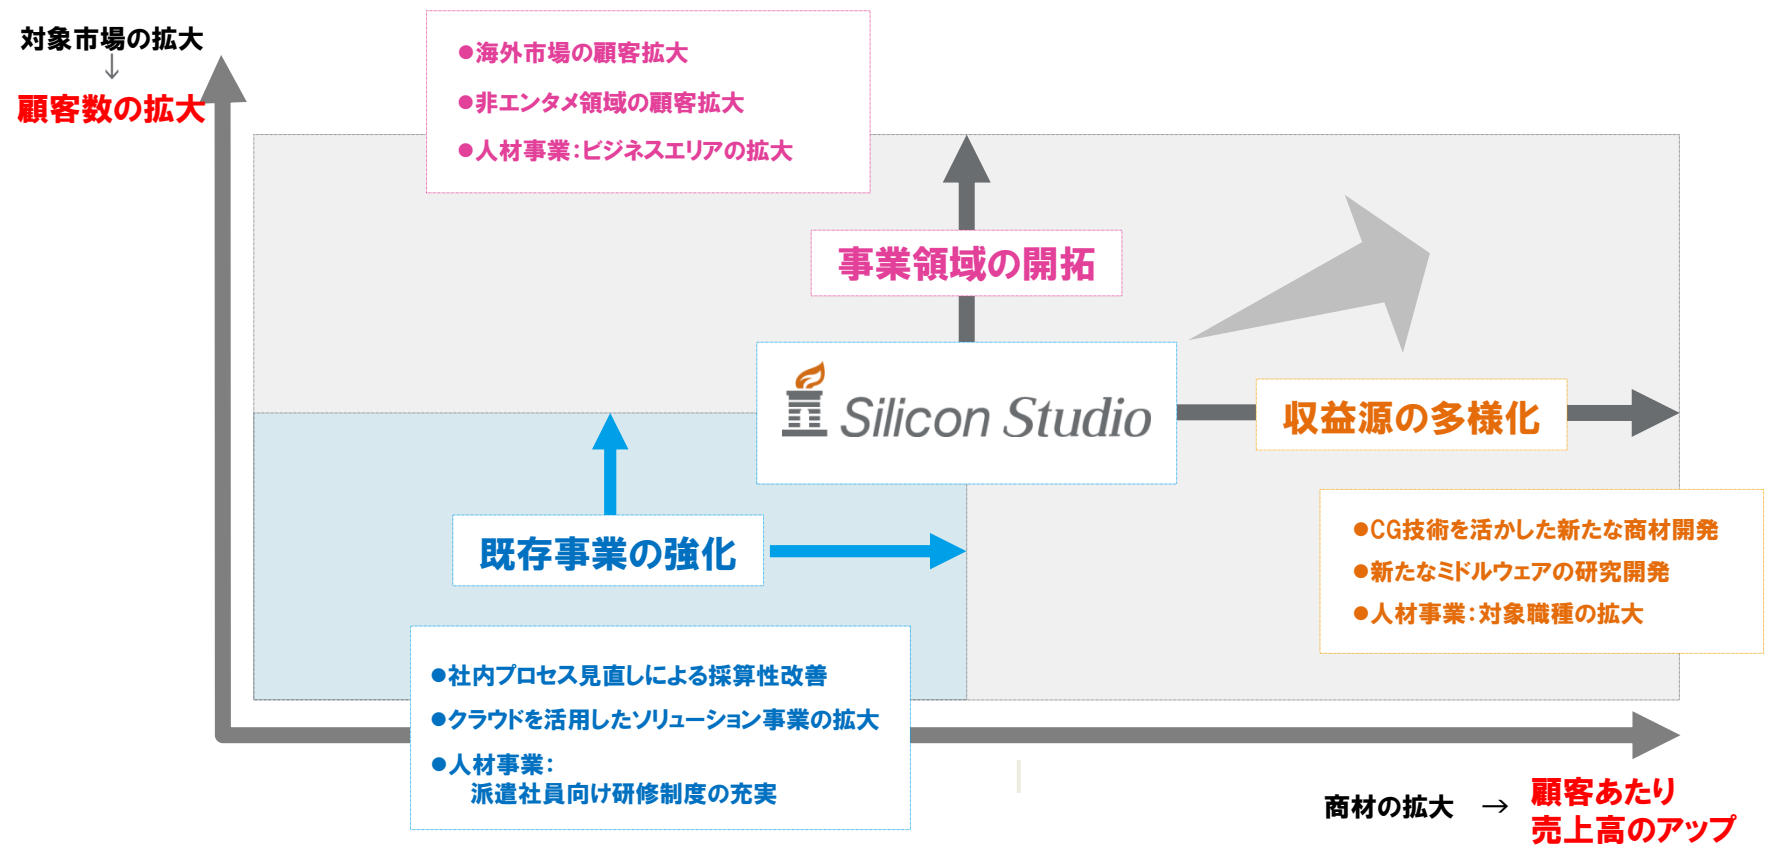 対象市場の拡大
↓
顧客数の拡大
●海外市場の顧客拡大
●非エンタメ領域の顧客拡大
●人材事業：ビジネスエリアの拡大
事業領域の開拓
Silicon Studio
収益源の多様化
●CG技術を活かした新たな商材開発
●新たなミドルウェアの研究開発
●人材事業：対象職種の拡大
既存事業の強化
●社内プロセス見直しによる採算性改善
●クラウドを活用したソリューション事業の拡大
●人材事業：
派遣社員向け研修制度の充実
商材の拡大 → 顧客あたり
売上高のアップ